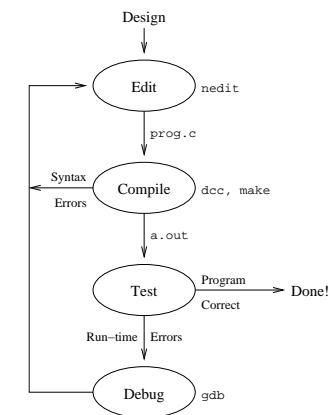 Design
Edit
nedit
prog.c
Syntax
Errors
Compile
dcc, make
a.out
Test
Program
Correct
Done!
Run-time Errors
Debug
gdb